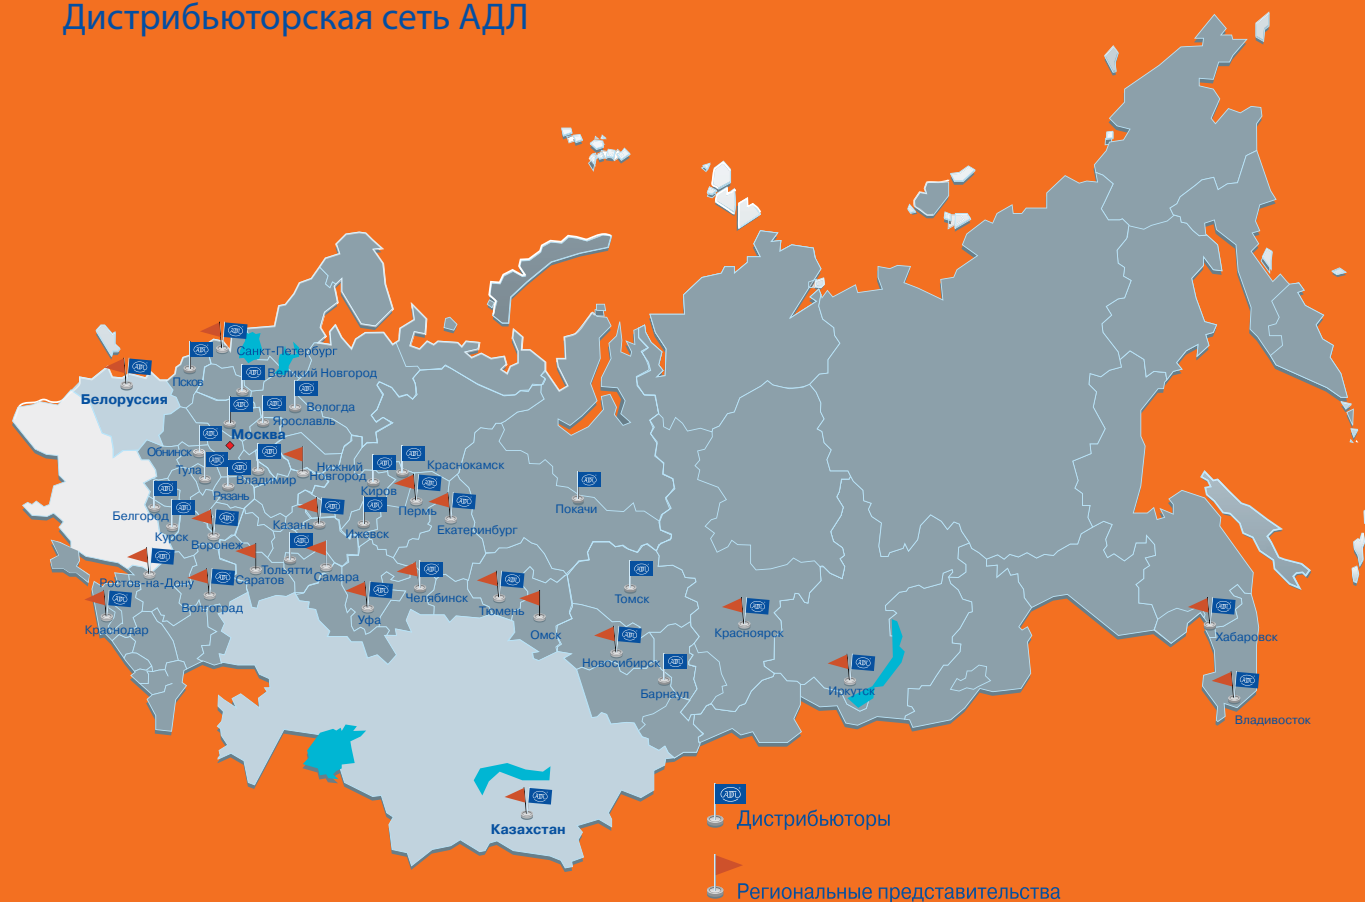 Дистрибьюторская сеть АДЛ
Санкт-Петербург
Псков
Великий Новгород
Белоруссия
Вологда
Ярославль
Москва
Обнинск
Тула
Владимир
Нижний
Новгород
Краснокамск
Киров
Рязань
Пермь
Покачи
Белгород
Курск
Казань
Ижевск
Екатеринбург
Воронеж
Тольятти
Самара
Ростов-на-Дону
Саратов
Волгоград
Челябинск
Тюмень
Томск
Краснодар
Уфа
Омск
Красноярск
Хабаровск
Новосибирск
Барнаул
Иркутск
Владивосток
Казахстан
Дистрибьюторы
Региональные представительства